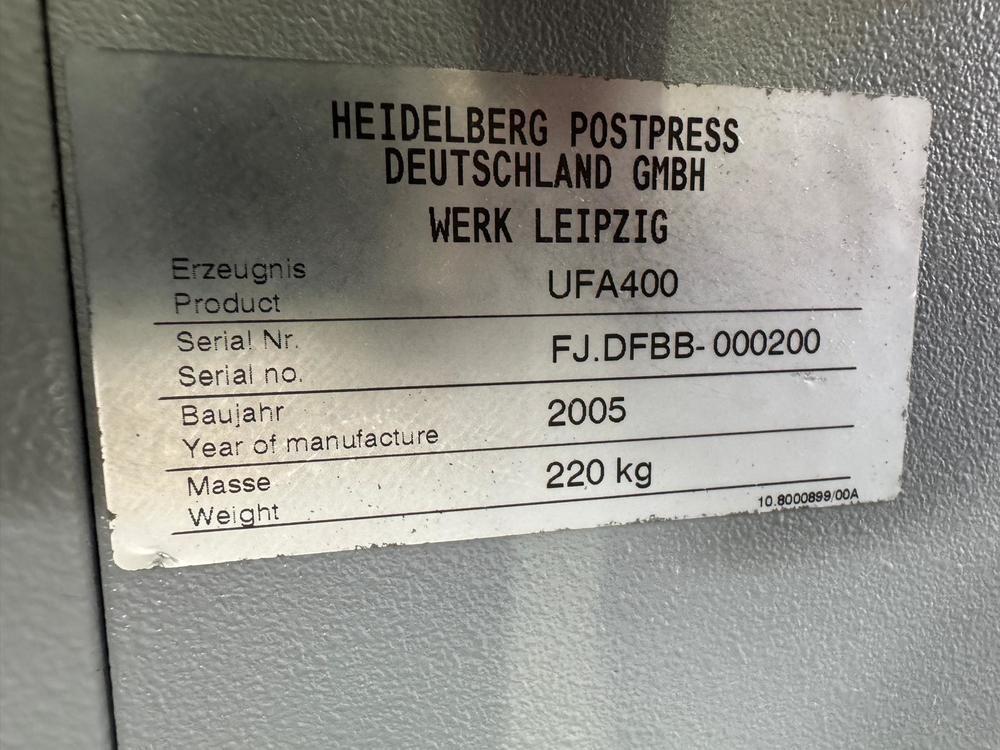 HEIDELBERG POSTPRESS
DEUTSCHLAND GMBH
WERK LEIPZIG
Erzeugnis
Product
UFA400
Serial Nr.
Serial no.
FJ.DFBB-000200
Baujahr
Year of manufacture
2005
Masse
Weight
220 kg
10.8000899/00A